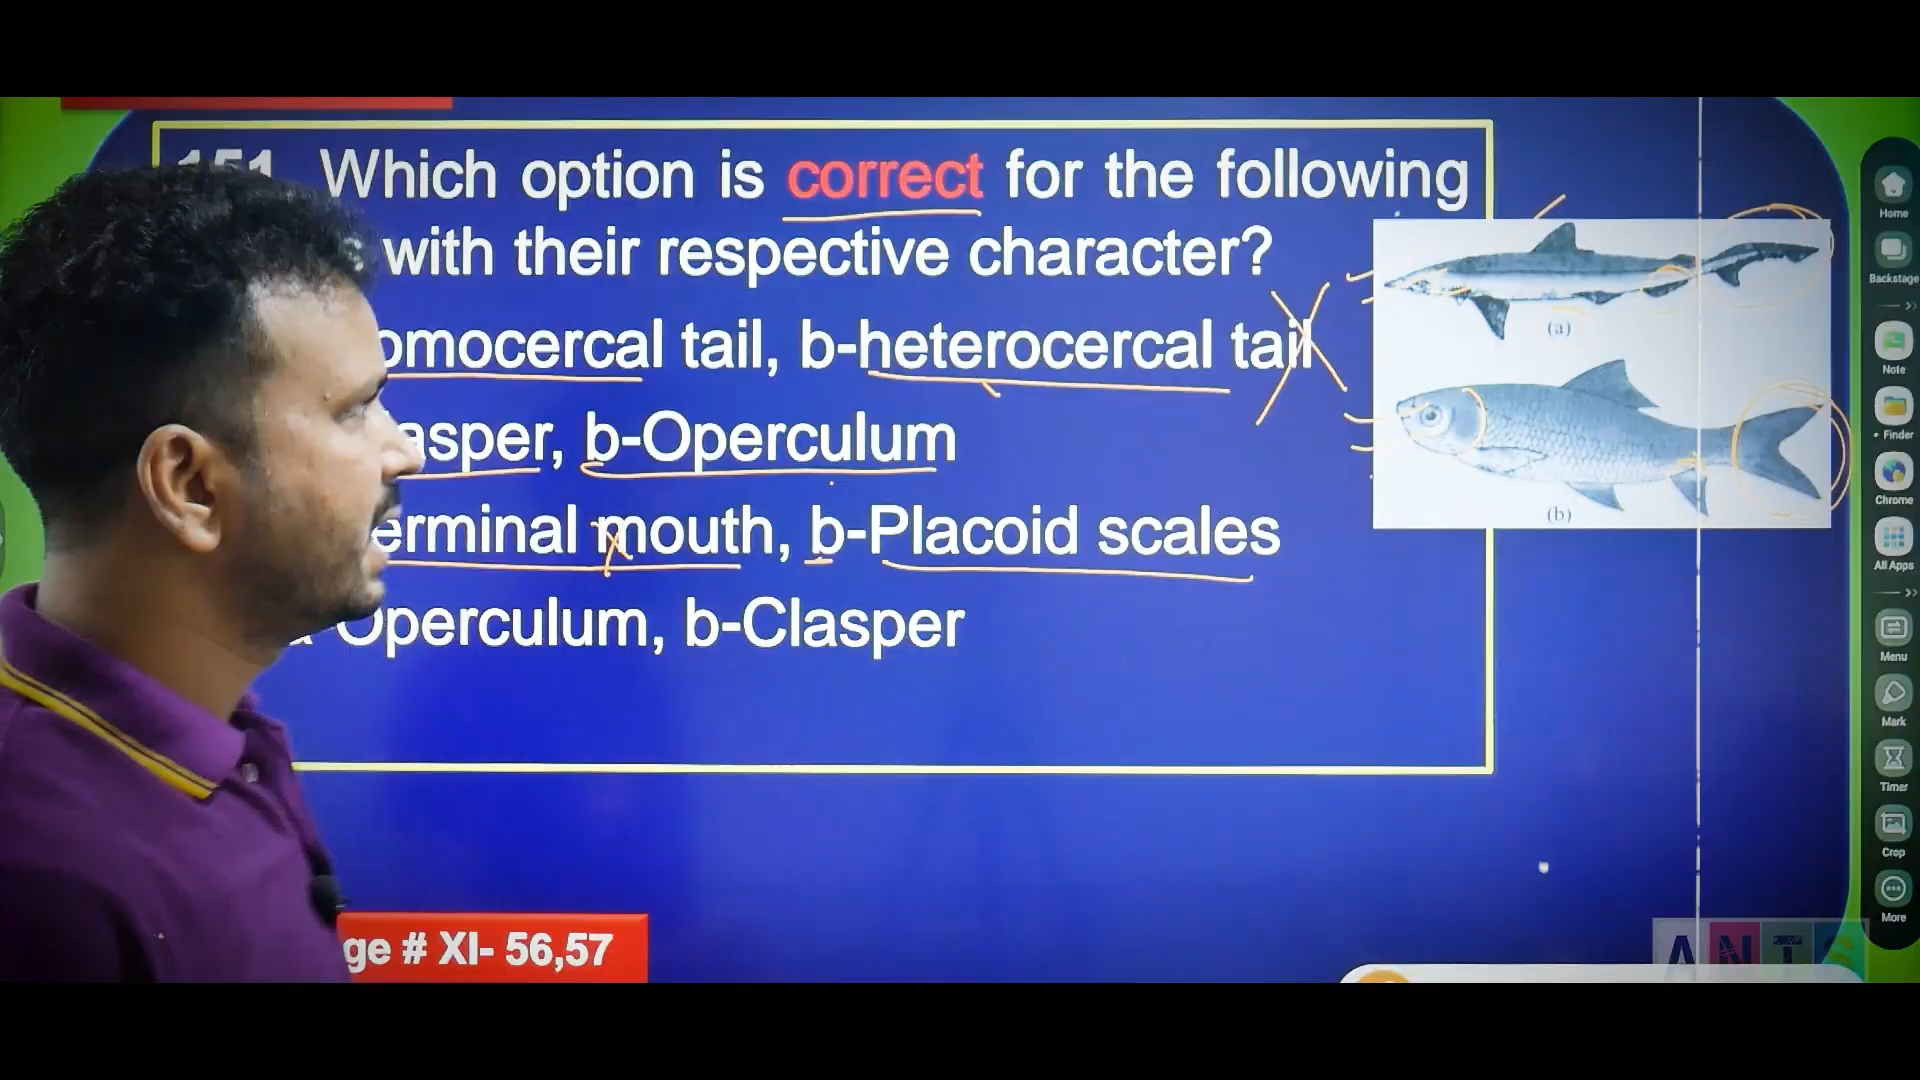 151. Which option is correct for the following
with their respective character?
omocercal tail, b-heterocercal tail
asper, b-Operculum
erminal mouth, b-Placoid scales
Operculum, b-Clasper
(a)
(b)
ge # XI- 56,57
ANTS
Home
Backstage
Note
Finder
Chrome
All Apps
Menu
Mark
Timer
Crop
More